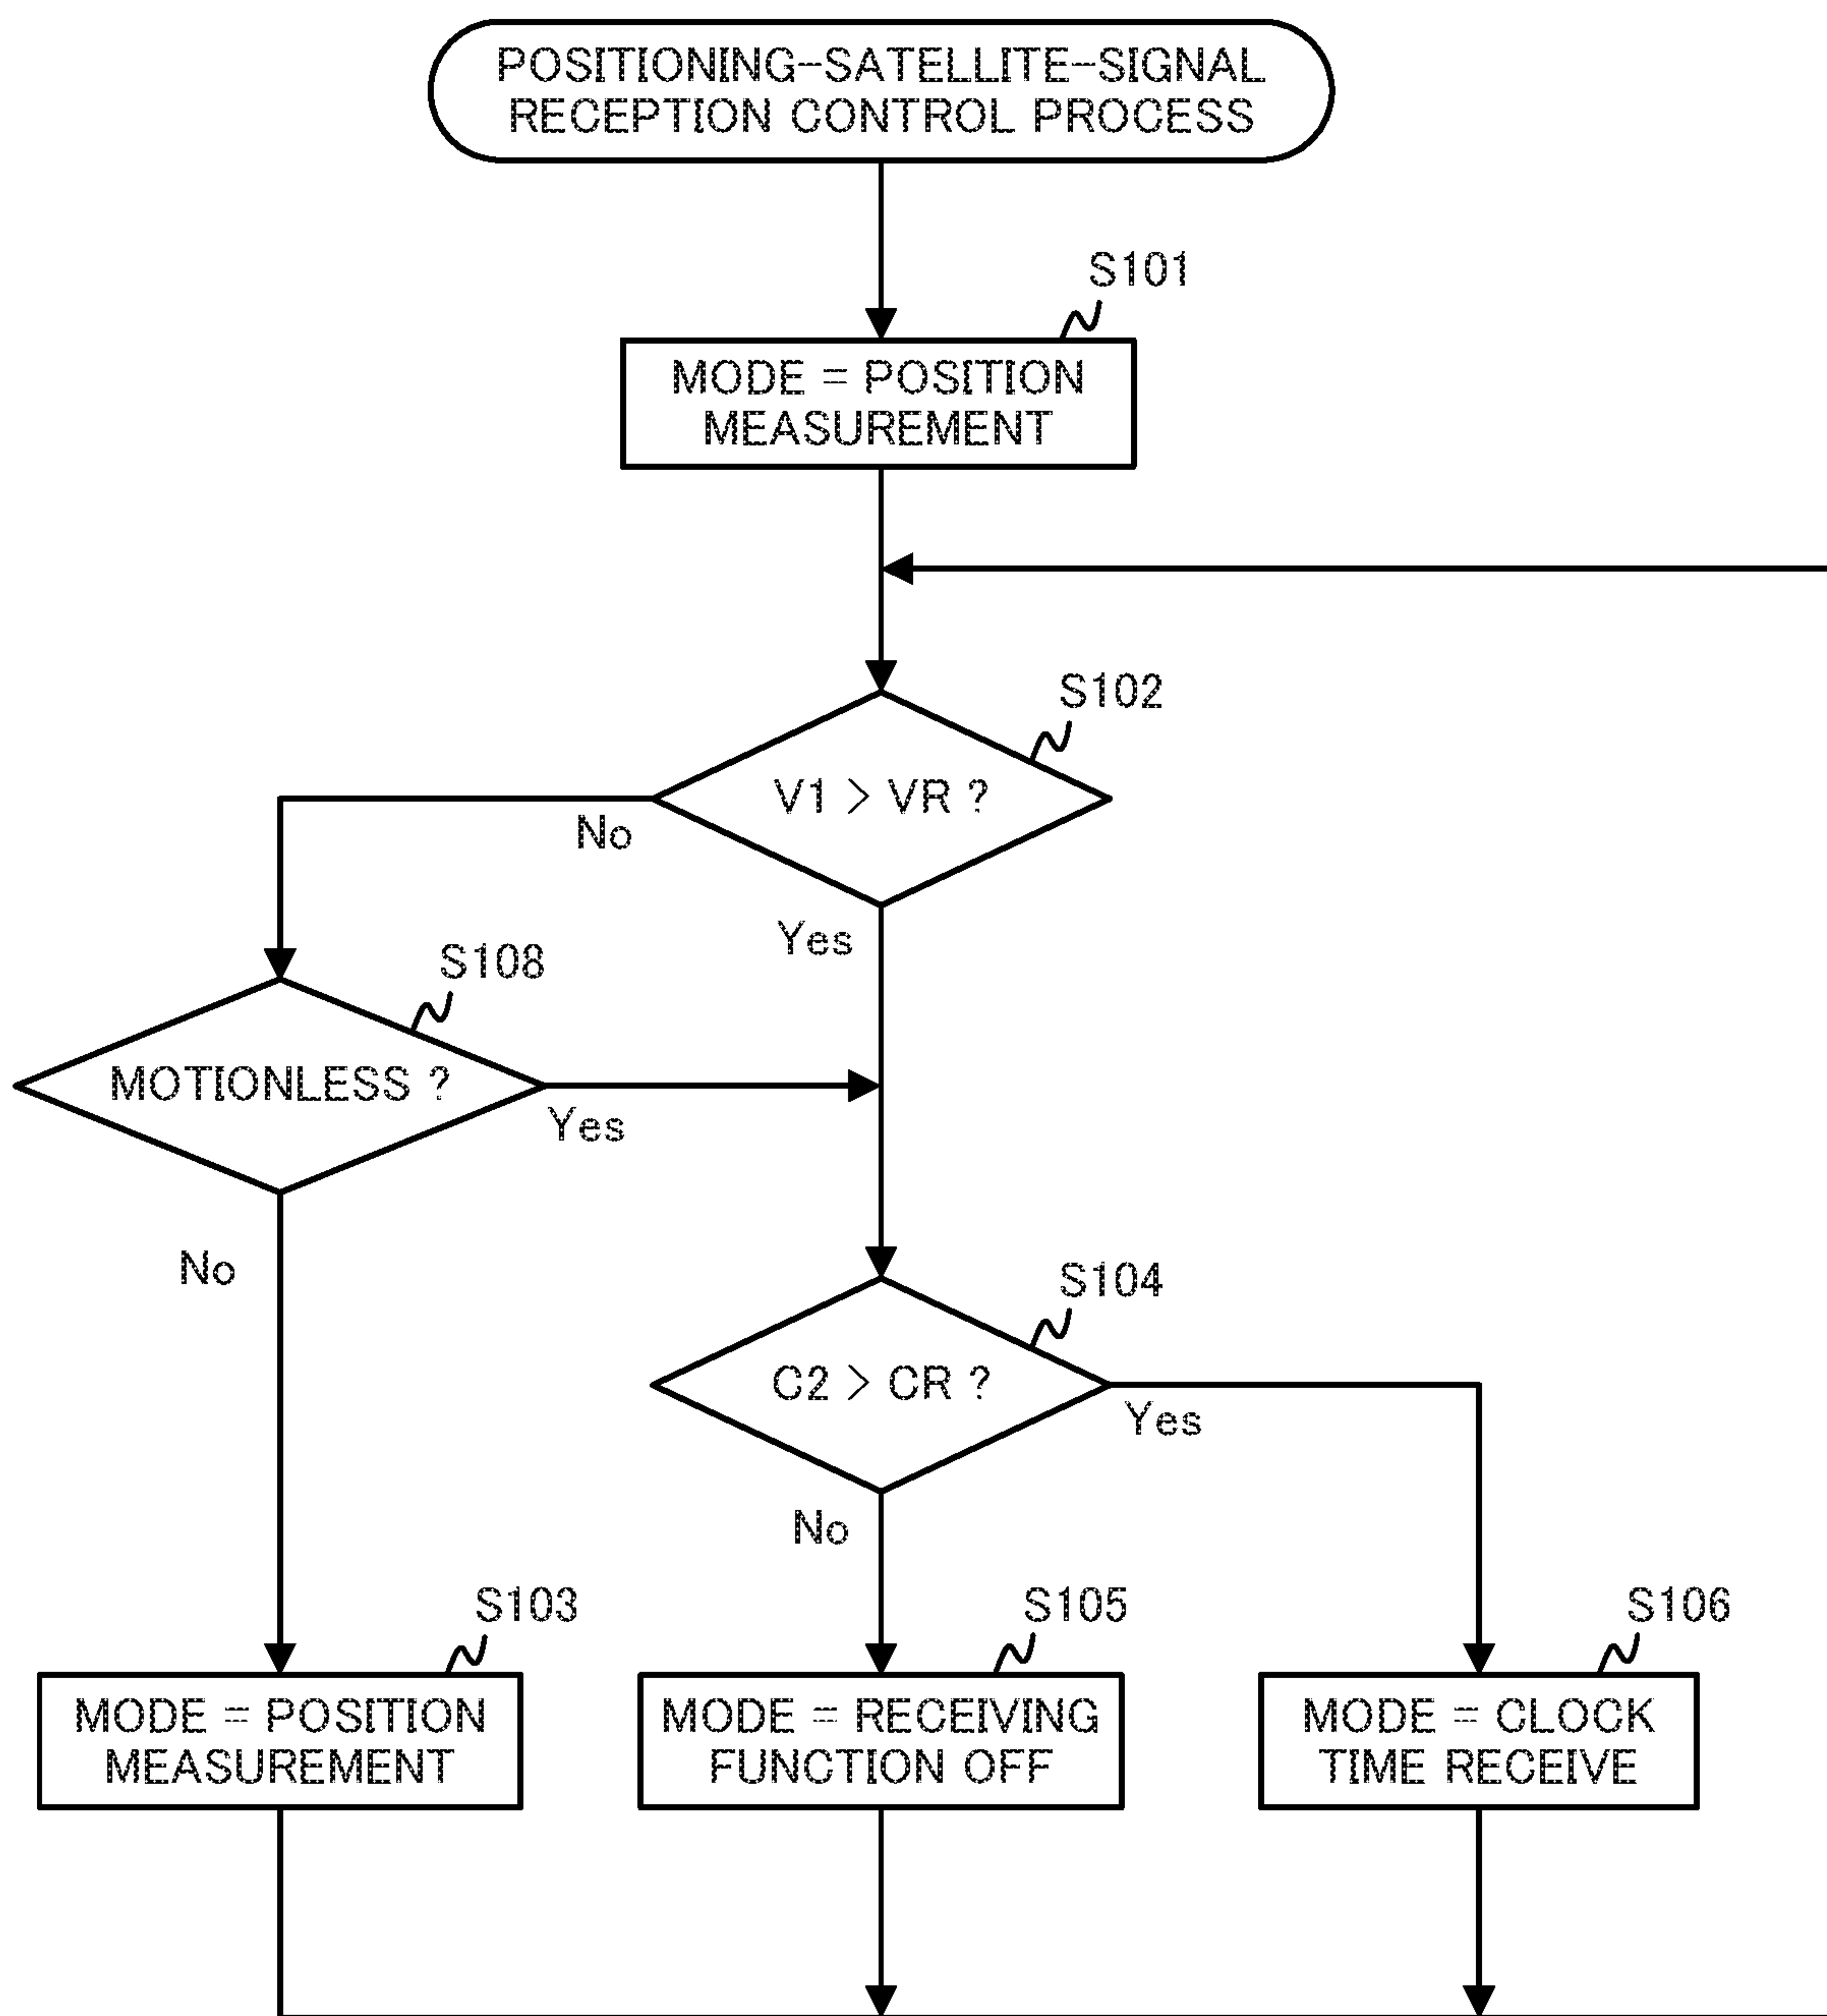 POSITIONING-SATELLITE-SIGNAL
RECEPTION CONTROL PROCESS
S101
MODE = POSITION
MEASUREMENT
S102
V1 > VR ?
No
Yes
S108
MOTIONLESS ?
Yes
No
S104
C2 > CR ?
Yes
No
S103
MODE = POSITION
MEASUREMENT
S105
MODE = RECEIVING
FUNCTION OFF
S106
MODE = CLOCK
TIME RECEIVE